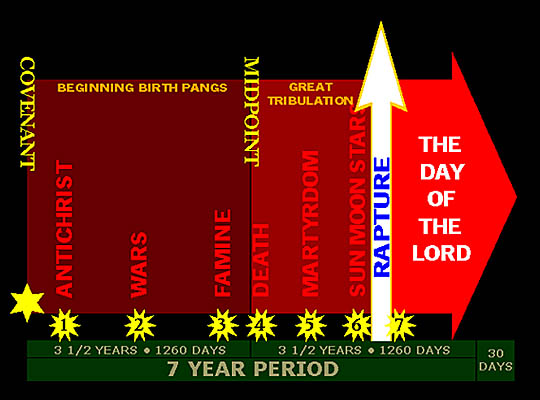 COVENANT
BEGINNING BIRTH PANGS
MIDPOINT
GREAT
TRIBULATION
ANTICHRIST
WARS
FAMINE
DEATH
MARTYRDOM
SUN MOON STARS
RAPTURE
THE
DAY
OF
THE
LORD
1
2
3
4
5
6
7
3 1/2 YEARS • 1260 DAYS
3 1/2 YEARS • 1260 DAYS
30
DAYS
7 YEAR PERIOD